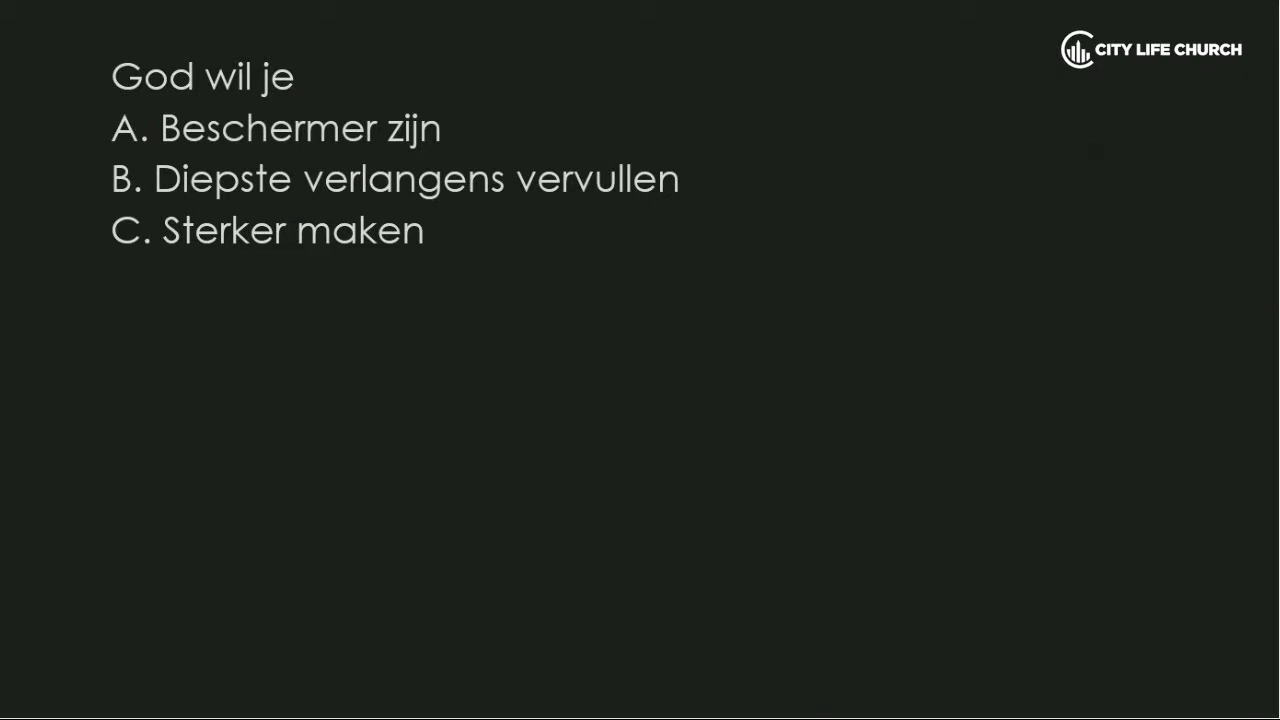 CITY LIFE CHURCH
God wil je
A. Beschermer zijn
B. Diepste verlangens vervullen
C. Sterker maken